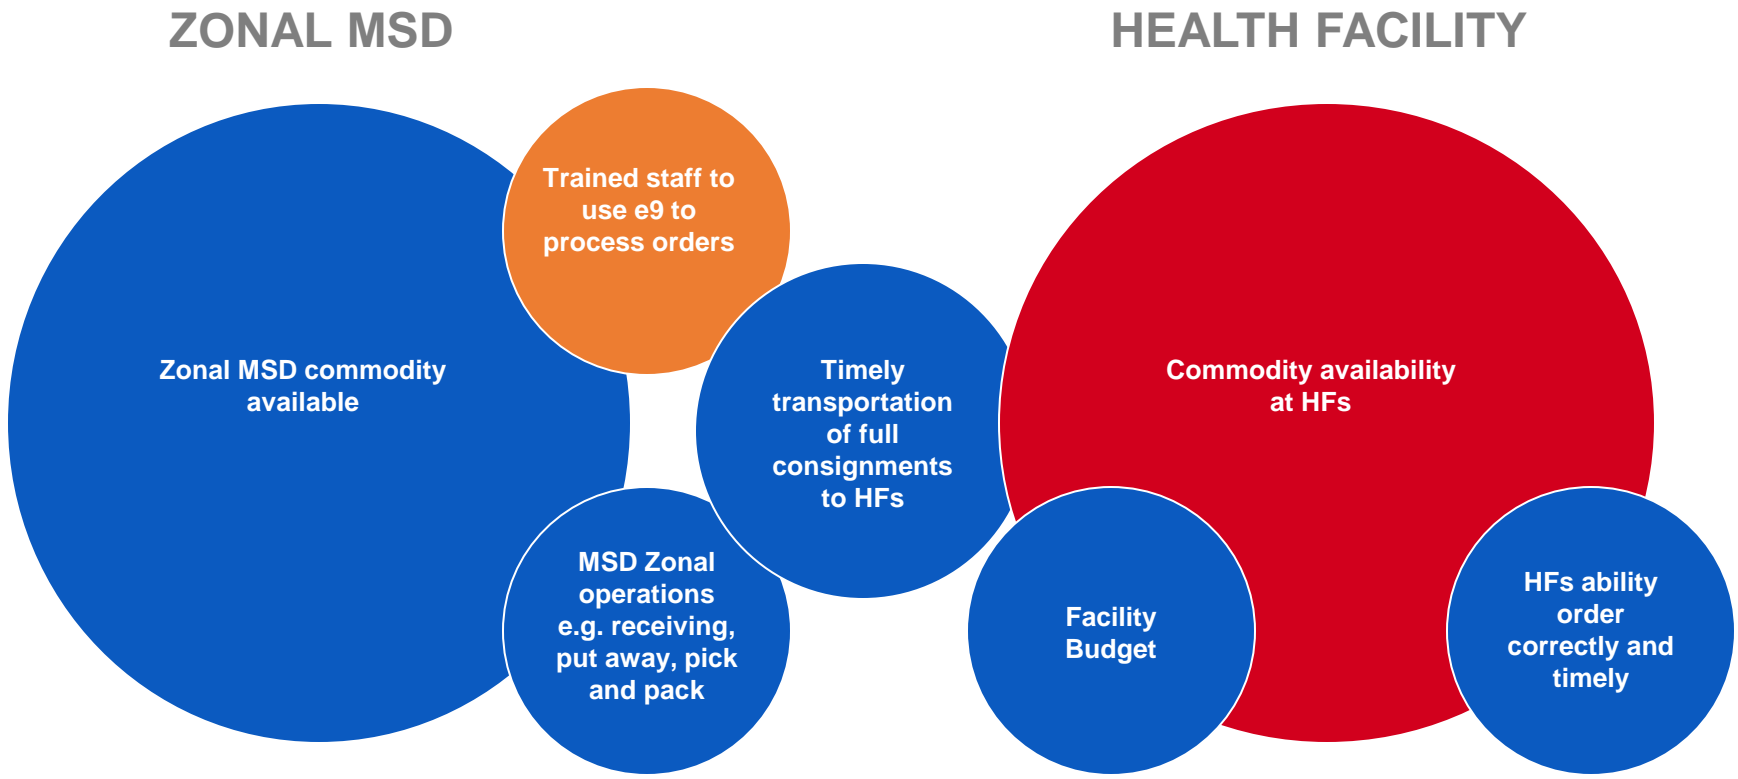 ZONAL MSD
HEALTH FACILITY
Trained staff to
use e9 to
process orders
Zonal MSD commodity
available
Timely
transportation
of full
consignments
to HFs
Commodity availability
at HFs
MSD Zonal
operations
e.g. receiving,
put away, pick
and pack
Facility
Budget
HFs ability
order
correctly and
timely